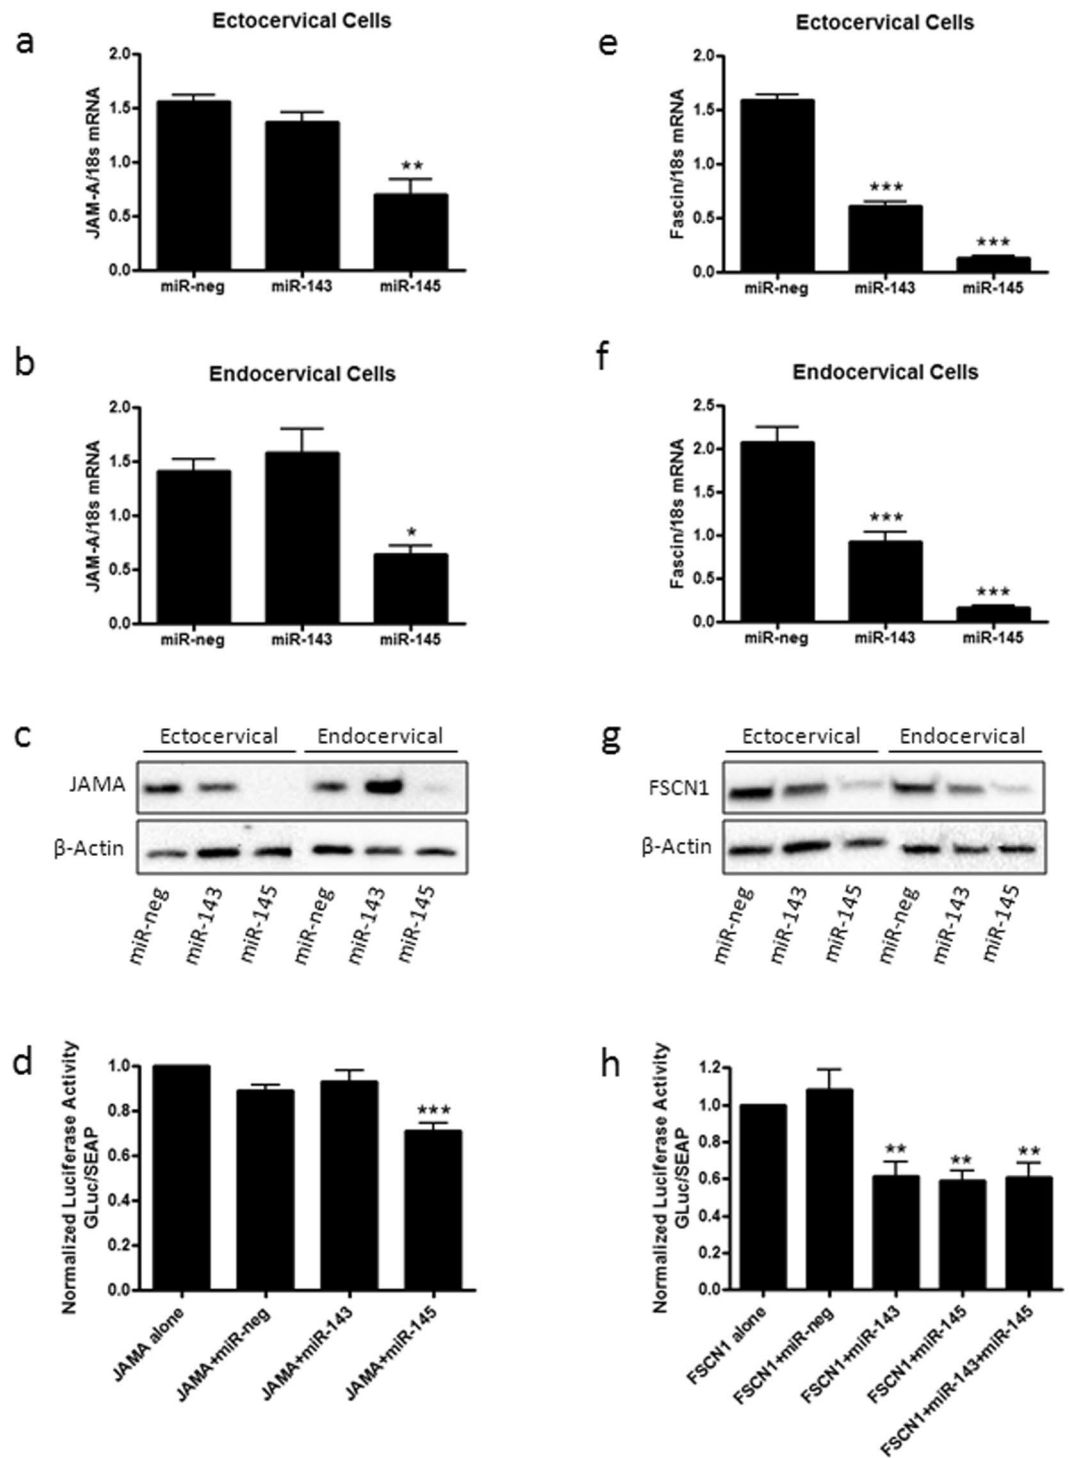 a
Ectocervical Cells
JAM-A/18s mRNA
2.0
1.5
1.0
0.5
0.0
**
miR-neg miR-143 miR-145
b
Endocervical Cells
JAM-A/18s mRNA
2.0
1.5
1.0
0.5
0.0
*
miR-neg miR-143 miR-145
c
Ectocervical Endocervical
JAMA
β-Actin
miR-neg miR-143 miR-145 miR-neg miR-143 miR-145
d
Normalized Luciferase Activity
GLuc/SEAP
1.0
0.8
0.6
0.4
0.2
0.0
***
JAMA alone
JAMA+miR-neg
JAMA+miR-143
JAMA+miR-145
e
Ectocervical Cells
Fascin/18s mRNA
2.0
1.5
1.0
0.5
0.0
***
***
miR-neg miR-143 miR-145
f
Endocervical Cells
Fascin/18s mRNA
2.5
2.0
1.5
1.0
0.5
0.0
***
***
miR-neg miR-143 miR-145
g
Ectocervical Endocervical
FSCN1
β-Actin
miR-neg miR-143 miR-145 miR-neg miR-143 miR-145
h
Normalized Luciferase Activity
GLuc/SEAP
1.2
1.0
0.8
0.6
0.4
0.2
0.0
** ** **
FSCN1 alone
FSCN1+miR-neg
FSCN1+miR-143
FSCN1+miR-145
FSCN1+miR-143+miR-145